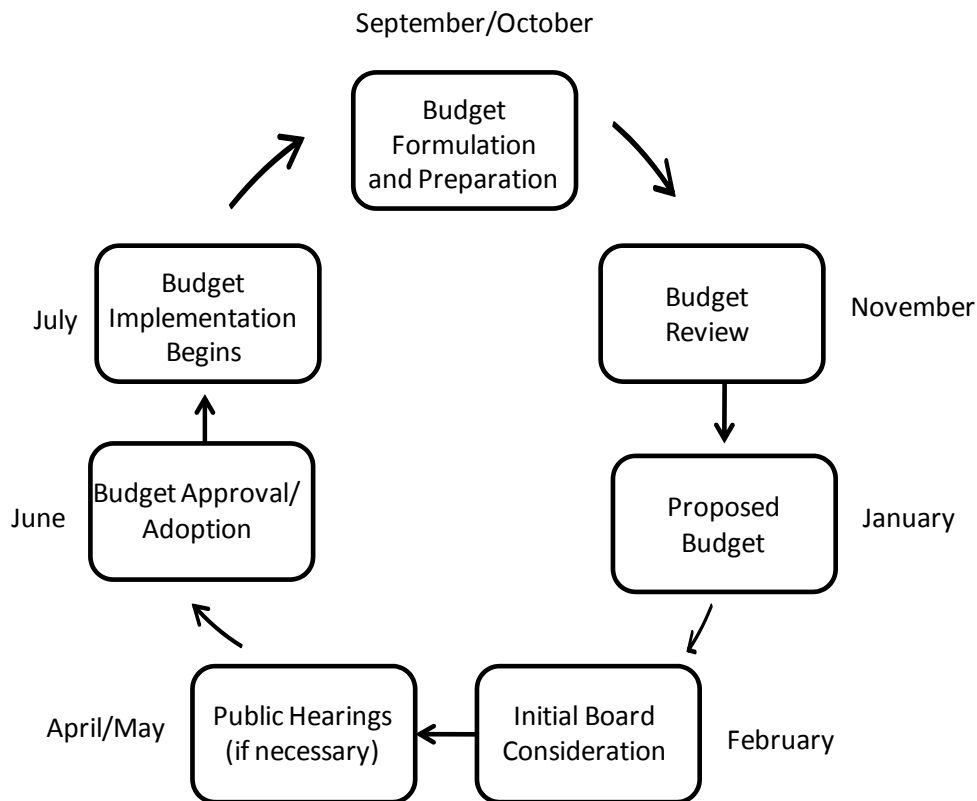 September/October
Budget
Formulation
and Preparation
Budget
Review
November
Proposed
Budget
January
Initial Board
Consideration
February
Public Hearings
(if necessary)
April/May
Budget Approval/
Adoption
June
Budget
Implementation
Begins
July